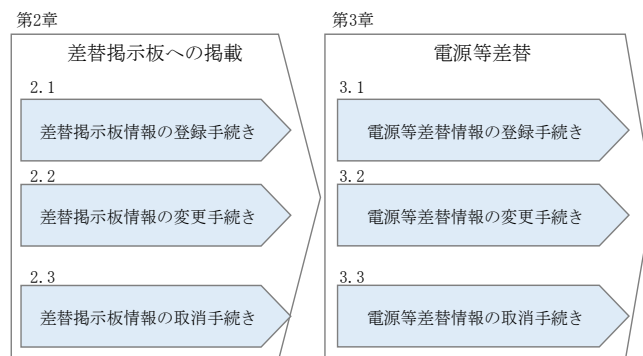 第2章
差替掲示板への掲載
2.1
差替掲示板情報の登録手続き
2.2
差替掲示板情報の変更手続き
2.3
差替掲示板情報の取消手続き
第3章
電源等差替
3.1
電源等差替情報の登録手続き
3.2
電源等差替情報の変更手続き
3.3
電源等差替情報の取消手続き